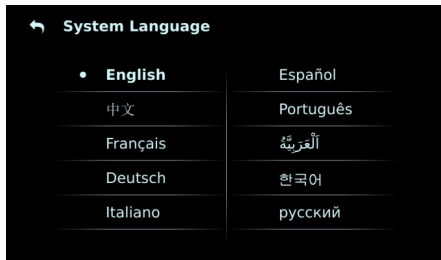 System Language
English
中文
Français
Deutsch
Italiano
Español
Português
اَلْعَرَبِيَّةُ
한국어
русский